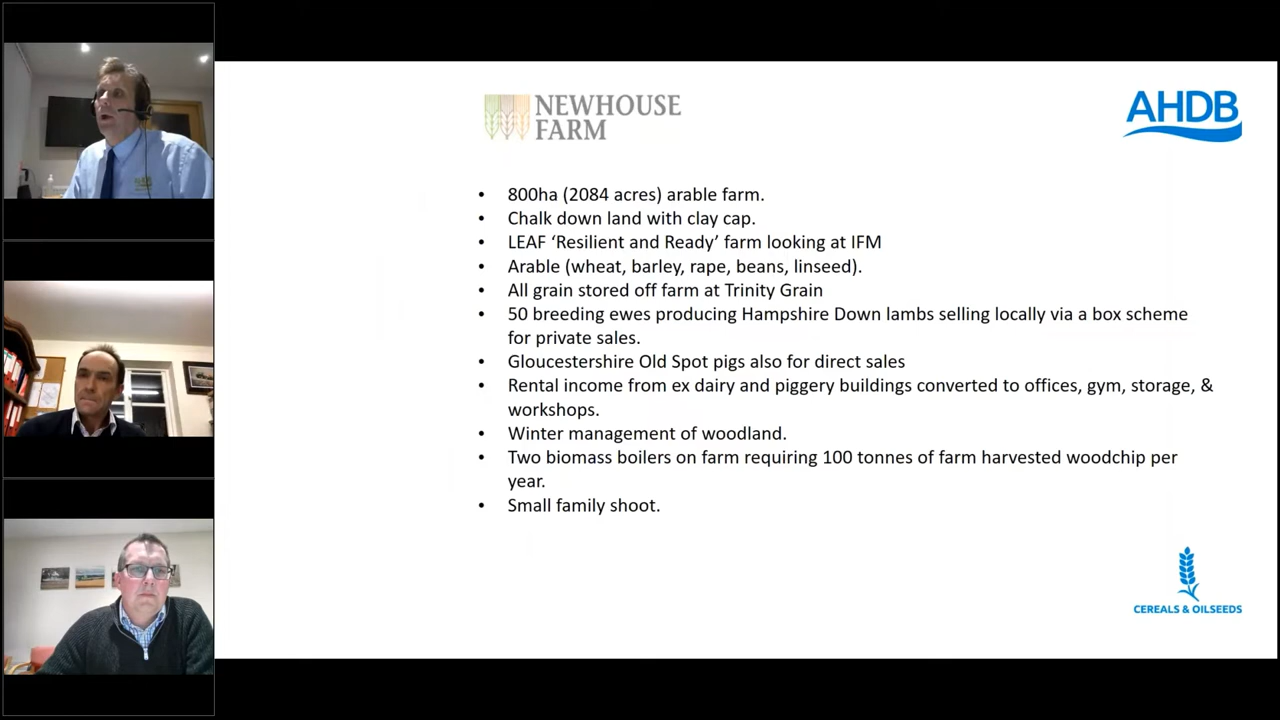 NEWHOUSE
FARM
AHDB
• 800ha (2084 acres) arable farm.
• Chalk down land with clay cap.
• LEAF ‘Resilient and Ready’ farm looking at IFM
• Arable (wheat, barley, rape, beans, linseed).
• All grain stored off farm at Trinity Grain
• 50 breeding ewes producing Hampshire Down lambs selling locally via a box scheme
for private sales.
• Gloucestershire Old Spot pigs also for direct sales
• Rental income from ex dairy and piggery buildings converted to offices, gym, storage, &
workshops.
• Winter management of woodland.
• Two biomass boilers on farm requiring 100 tonnes of farm harvested woodchip per
year.
• Small family shoot.
CEREALS & OILSEEDS